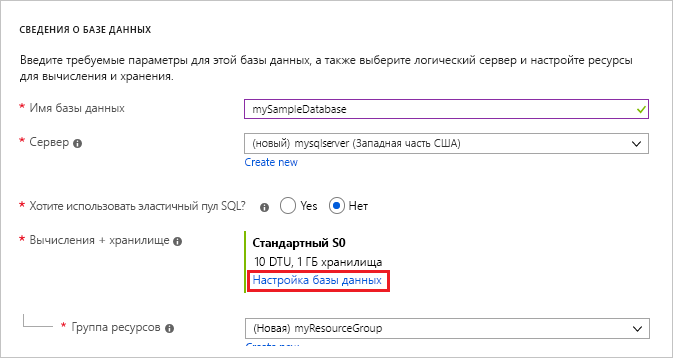 СВЕДЕНИЯ О БАЗЕ ДАННЫХ
Введите требуемые параметры для этой базы данных, а также выберите логический сервер и настройте ресурсы
для вычисления и хранения.
* Имя базы данных mySampleDatabase
* Сервер (новый) mysqlserver (Западная часть США)
Create new
* Хотите использовать эластичный пул SQL? Yes Нет
* Вычисления + хранилище Стандартный S0
10 DTU, 1 ГБ хранилища
Настройка базы данных
* Группа ресурсов (Новая) myResourceGroup
Create new